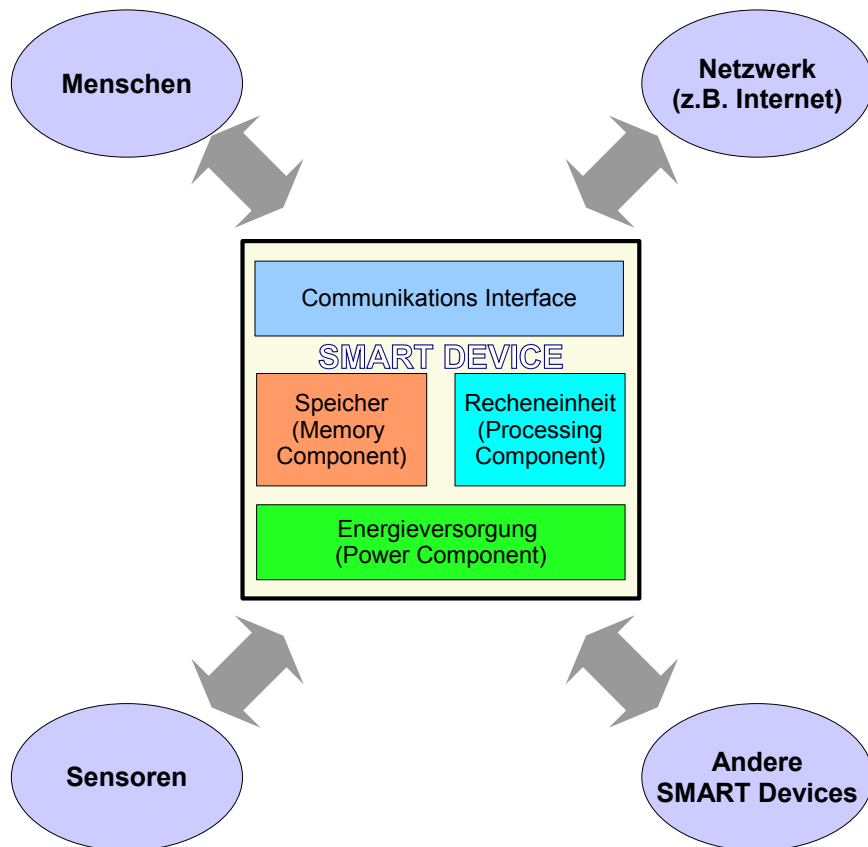 Menschen
Netzwerk
(z.B. Internet)
Communikations Interface
SMART DEVICE
Speicher
(Memory
Component)
Recheneinheit
(Processing
Component)
Energieversorgung
(Power Component)
Sensoren
Andere
SMART Devices